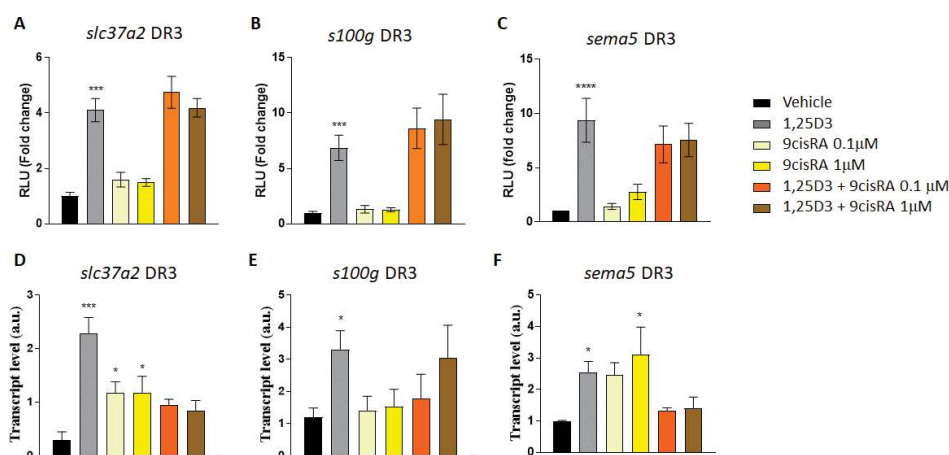 A
slc37a2 DR3
RLU (Fold change)
6
4
2
0
***
B
s100g DR3
RLU (Fold change)
15
10
5
0
***
C
sema5 DR3
RLU (fold change)
15
10
5
0
****
Vehicle
1,25D3
9cisRA 0.1µM
9cisRA 1µM
1,25D3 + 9cisRA 0.1 µM
1,25D3 + 9cisRA 1µM
D
slc37a2 DR3
Transcript level (a.u.)
3
2
1
0
***
*
*
E
s100g DR3
Transcript level (a.u.)
5
4
3
2
1
0
*
F
sema5 DR3
Transcript level (a.u.)
5
4
3
2
1
0
*
*